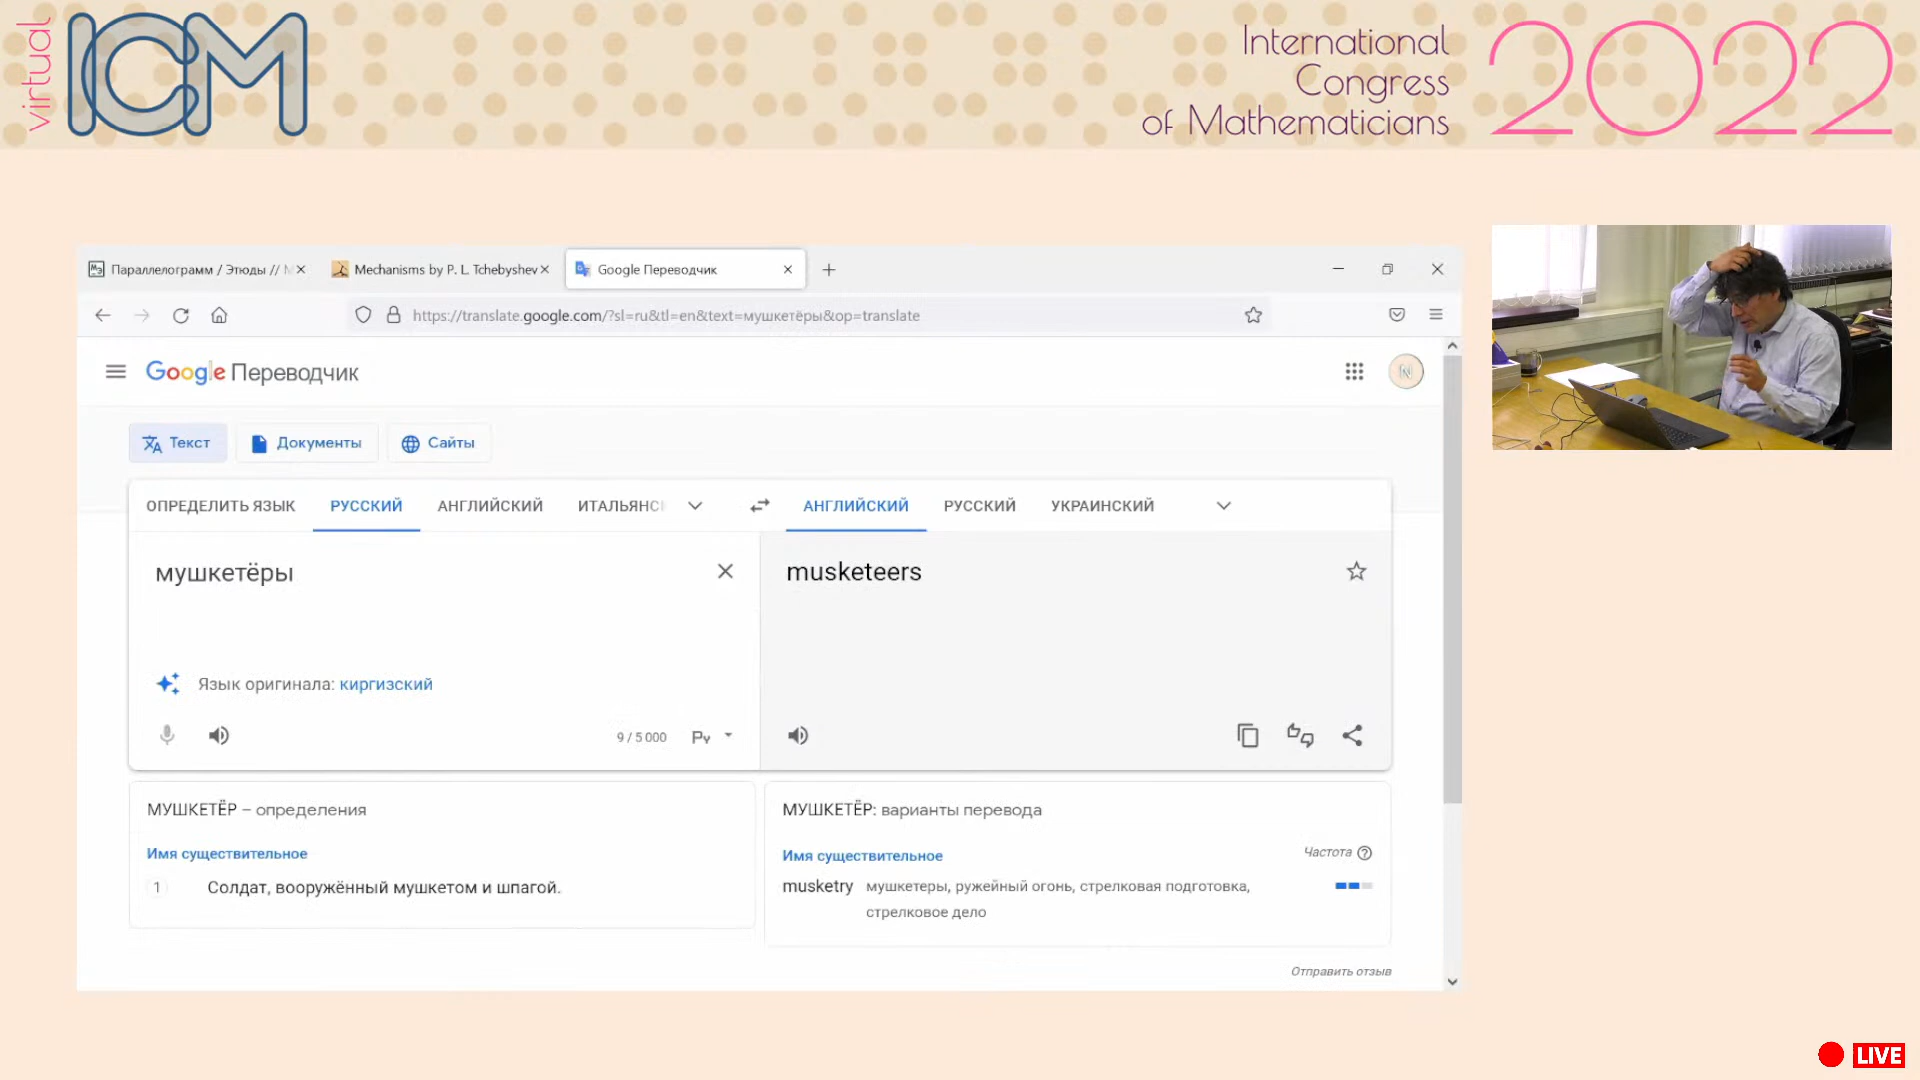 virtual
ICM
International
Congress
of Mathematicians
2022
Параллелограмм / Этюды //
Mechanisms by P. L. Tchebyshev
Google Переводчик
https://translate.google.com/?sl=ru&tl=en&text=мушкетёры&op=translate
Google Переводчик
N
Текст
Документы
Сайты
ОПРЕДЕЛИТЬ ЯЗЫК
РУССКИЙ
АНГЛИЙСКИЙ
ИТАЛЬЯНС
АНГЛИЙСКИЙ
РУССКИЙ
УКРАИНСКИЙ
мушкетёры
musketeers
Язык оригинала: киргизский
9 / 5 000
Ру
МУШКЕТЁР – определения
Имя существительное
1 Солдат, вооружённый мушкетом и шпагой.
МУШКЕТЁР: варианты перевода
Имя существительное
Частота
musketry мушкетеры, ружейный огонь, стрелковая подготовка,
стрелковое дело
Отправить отзыв
LIVE